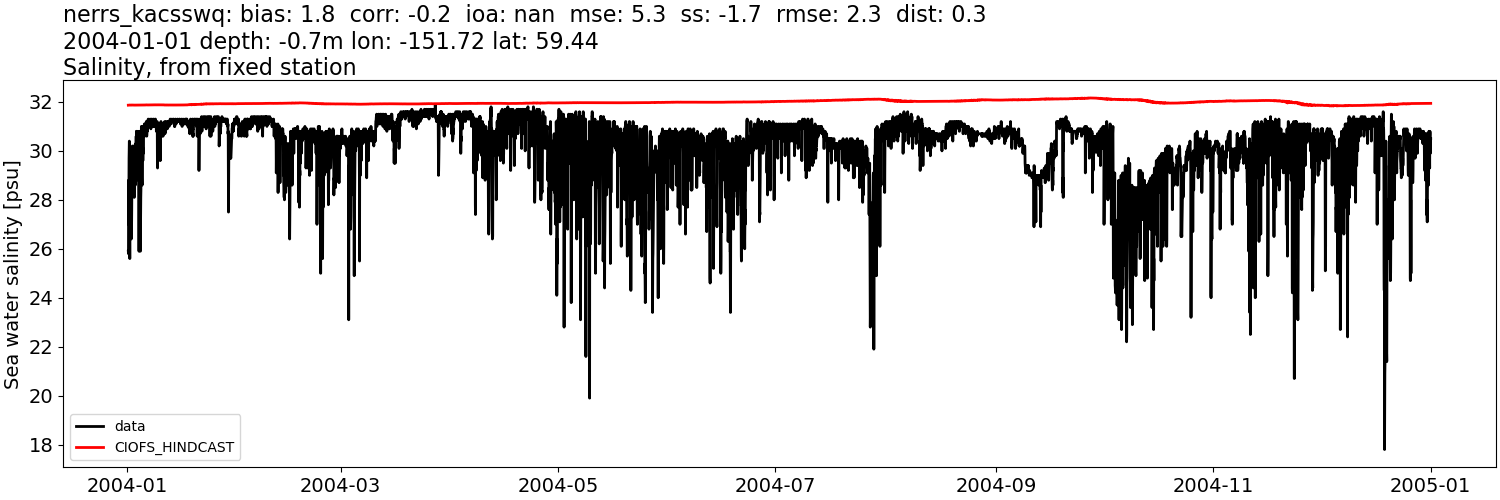 nerrs_kacsswq: bias: 1.8  corr: -0.2  ioa: nan  mse: 5.3  ss: -1.7  rmse: 2.3  dist: 0.3
2004-01-01 depth: -0.7m lon: -151.72 lat: 59.44
Salinity, from fixed station
Sea water salinity [psu]
32
30
28
26
24
22
20
18
data
CIOFS_HINDCAST
2004-01
2004-03
2004-05
2004-07
2004-09
2004-11
2005-01